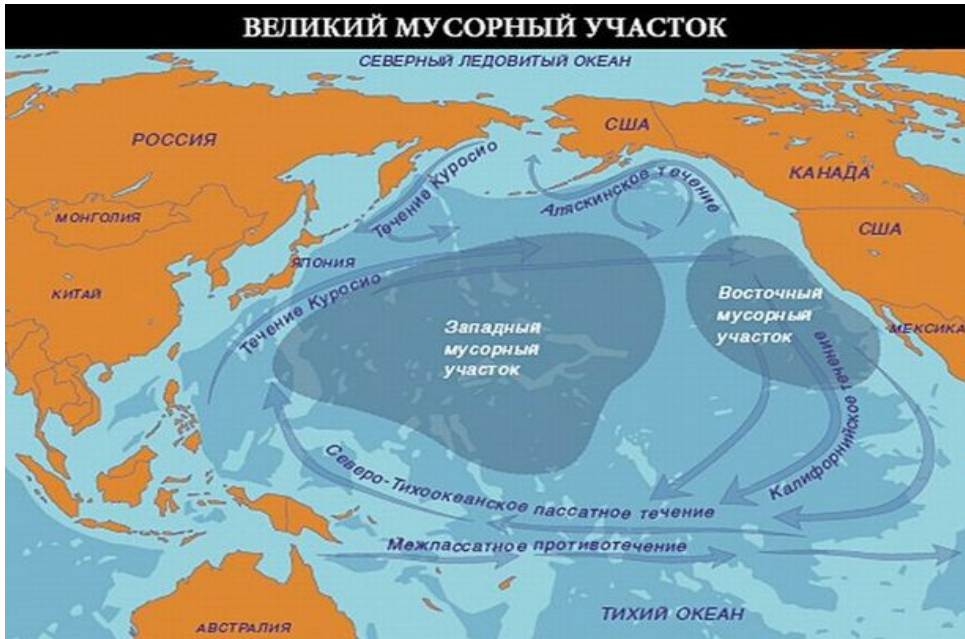 ВЕЛИКИЙ МУСОРНЫЙ УЧАСТОК
СЕВЕРНЫЙ ЛЕДОВИТЫЙ ОКЕАН
РОССИЯ
США
КАНАДА
Течение Куросио
Аляскинское течение
МОНГОЛИЯ
США
ЯПОНИЯ
КИТАЙ
Течение Куросио
Западный
мусорный
участок
Восточный
мусорный
участок
МЕКСИКА
Калифорнийское течение
Северо-Тихоокеанское пассатное течение
Межпассатное противотечение
ТИХИЙ ОКЕАН
АВСТРАЛИЯ